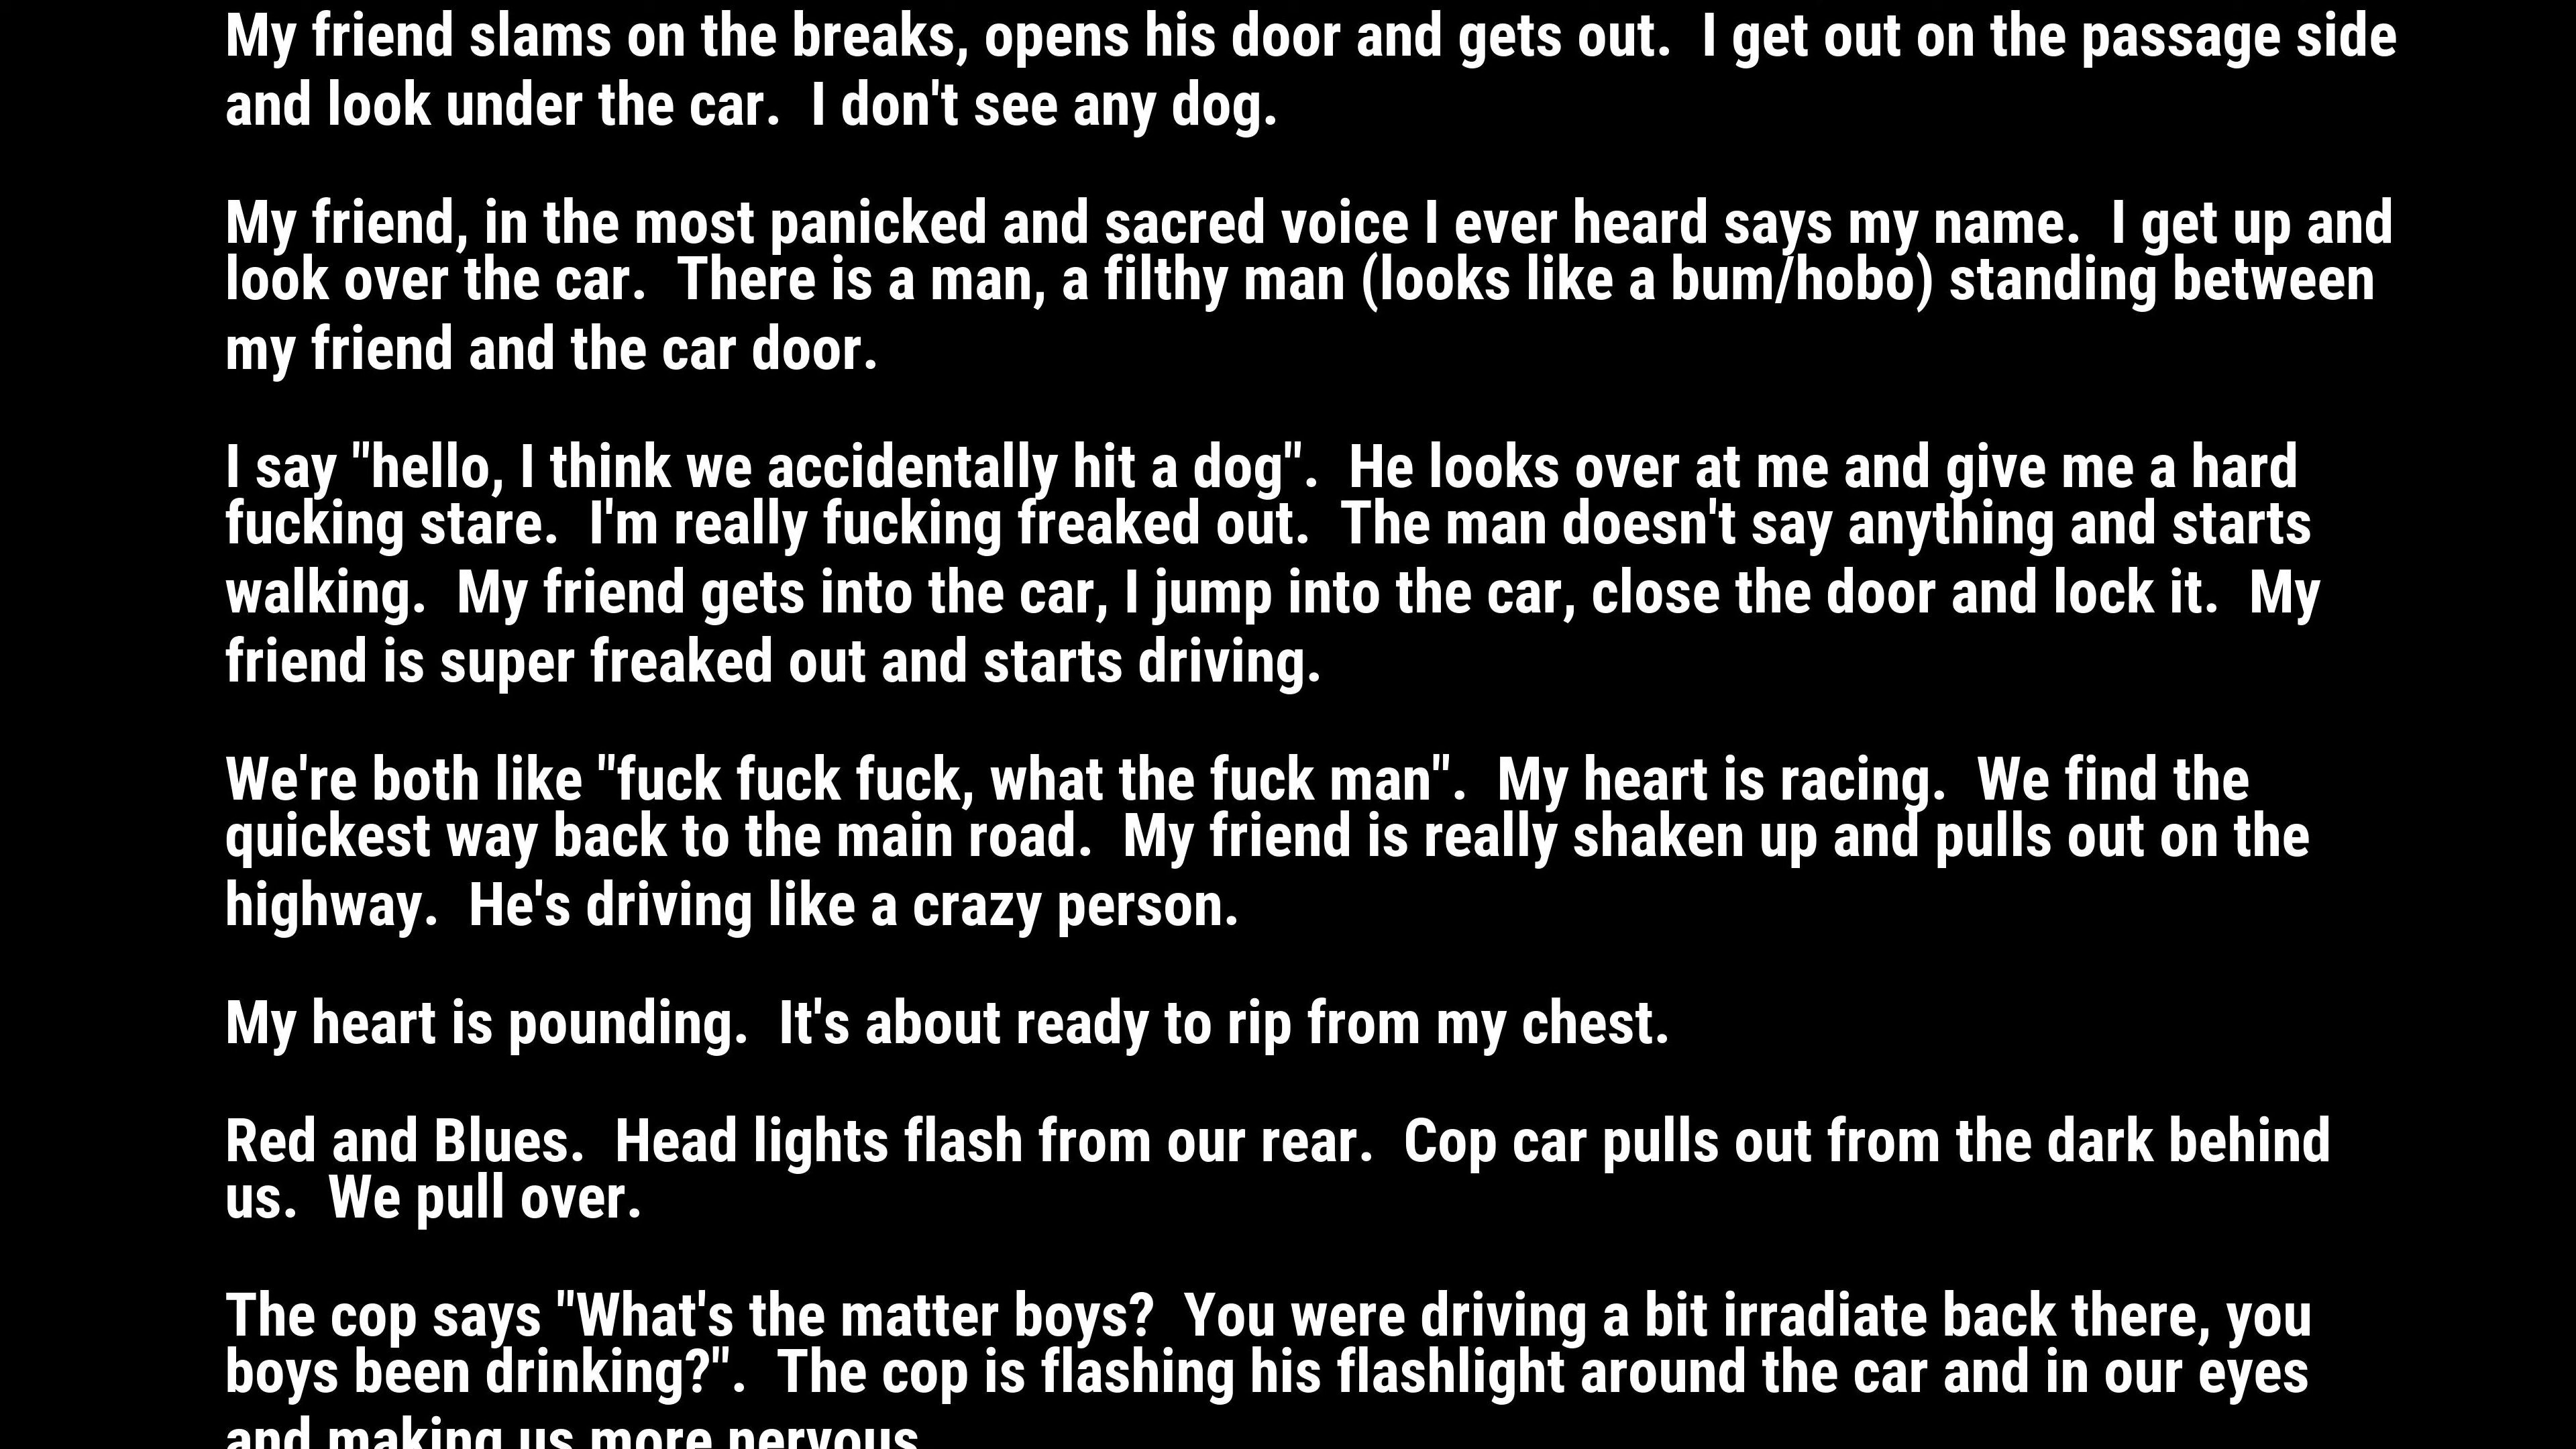 My friend slams on the breaks, opens his door and gets out.  I get out on the passage side
and look under the car.  I don't see any dog.
My friend, in the most panicked and sacred voice I ever heard says my name.  I get up and
look over the car.  There is a man, a filthy man (looks like a bum/hobo) standing between
my friend and the car door.
I say "hello, I think we accidentally hit a dog".  He looks over at me and give me a hard
fucking stare.  I'm really fucking freaked out.  The man doesn't say anything and starts
walking.  My friend gets into the car, I jump into the car, close the door and lock it.  My
friend is super freaked out and starts driving.
We're both like "fuck fuck fuck, what the fuck man".  My heart is racing.  We find the
quickest way back to the main road.  My friend is really shaken up and pulls out on the
highway.  He's driving like a crazy person.
My heart is pounding.  It's about ready to rip from my chest.
Red and Blues.  Head lights flash from our rear.  Cop car pulls out from the dark behind
us.  We pull over.
The cop says "What's the matter boys?  You were driving a bit irradiate back there, you
boys been drinking?".  The cop is flashing his flashlight around the car and in our eyes
and making us more nervous.